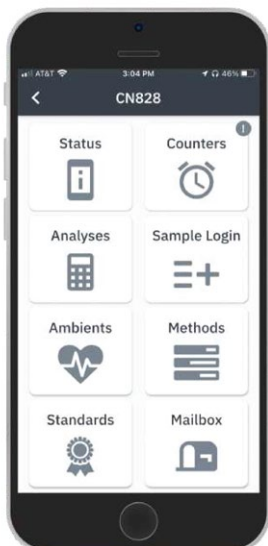 AT&T 3:04 PM 46%
CN828
Status Counters
Analyses Sample Login
Ambients Methods
Standards Mailbox